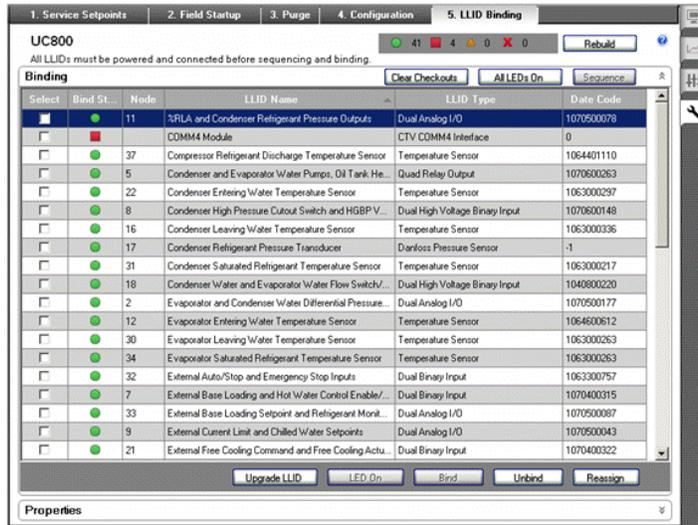 1. Service Setpoints 2. Field Startup 3. Purge 4. Configuration 5. LLID Binding
UC800 41 4 0 0 Rebuild
All LLIDs must be powered and connected before sequencing and binding.
Binding Clear Checkouts All LEDs On Sequence
Select Bind St... Node LLID Name LLID Type Date Code
11 %RLA and Condenser Refrigerant Pressure Outputs Dual Analog I/O 1070500078
COMM4 Module CTV COMM4 Interface 0
37 Compressor Refrigerant Discharge Temperature Sensor Temperature Sensor 1064401110
5 Condenser and Evaporator Water Pumps, Oil Tank He... Quad Relay Output 1070600263
22 Condenser Entering Water Temperature Sensor Temperature Sensor 1063000297
8 Condenser High Pressure Cutout Switch and HGBP V... Dual High Voltage Binary Input 1070600148
16 Condenser Leaving Water Temperature Sensor Temperature Sensor 1063000336
17 Condenser Refrigerant Pressure Transducer Danfoss Pressure Sensor -1
31 Condenser Saturated Refrigerant Temperature Sensor Temperature Sensor 1063000217
18 Condenser Water and Evaporator Water Flow Switch/... Dual High Voltage Binary Input 1040800220
2 Evaporator and Condenser Water Differential Pressure... Dual Analog I/O 1070500177
12 Evaporator Entering Water Temperature Sensor Temperature Sensor 1064600612
30 Evaporator Leaving Water Temperature Sensor Temperature Sensor 1063000263
34 Evaporator Saturated Refrigerant Temperature Sensor Temperature Sensor 1063000263
32 External Auto/Stop and Emergency Stop Inputs Dual Binary Input 1063300757
7 External Base Loading and Hot Water Control Enable/... Dual Binary Input 1070400315
33 External Base Loading Setpoint and Refrigerant Monit... Dual Analog I/O 1070500087
9 External Current Limit and Chilled Water Setpoints Dual Analog I/O 1070500043
21 External Free Cooling Command and Free Cooling Actu... Dual Binary Input 1070400322
Upgrade LLID LED On Bind Unbind Reassign
Properties